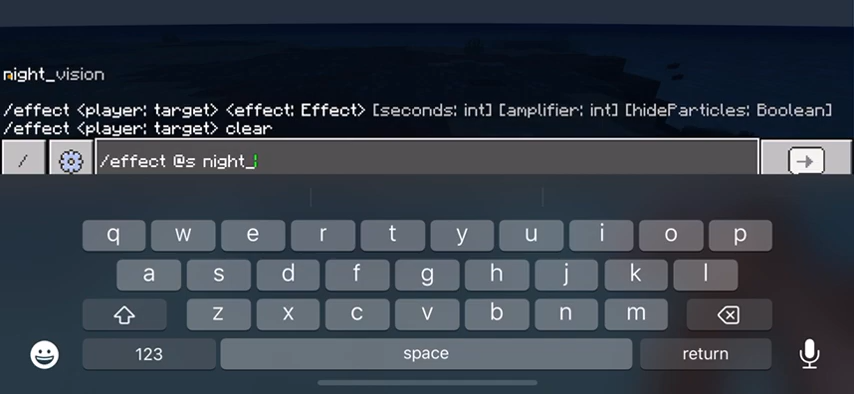 night_vision
/effect <player: target> <effect: Effect> [seconds: int] [amplifier: int] [hideParticles: Boolean]
/effect <player: target> clear
/ /effect @s night_
q w e r t y u i o p
a s d f g h j k l
z x c v b n m
123 space return